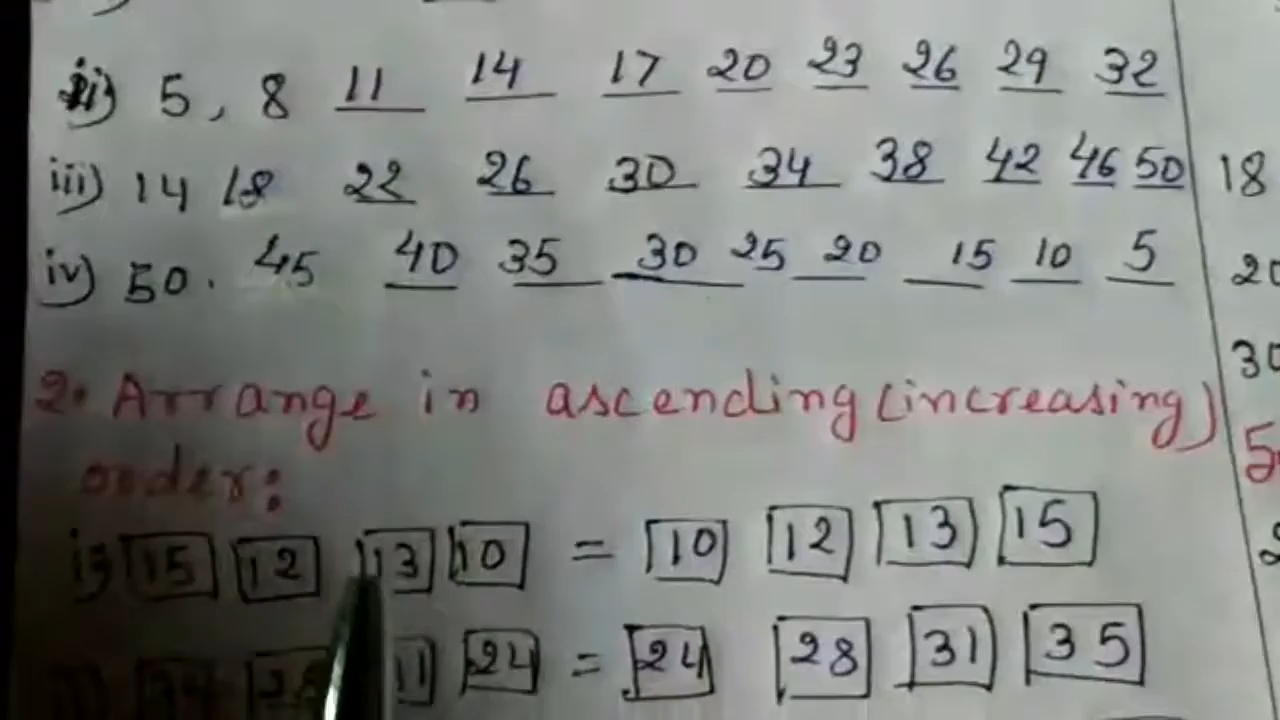 ii) 5, 8 11 14 17 20 23 26 29 32
iii) 14 18 22 26 30 34 38 42 46 50
iv) 50. 45 40 35 30 25 20 15 10 5
2. Arrange in ascending (increasing)
order:
i) 15 12 13 10 = 10 12 13 15
24 = 24 28 31 35
18